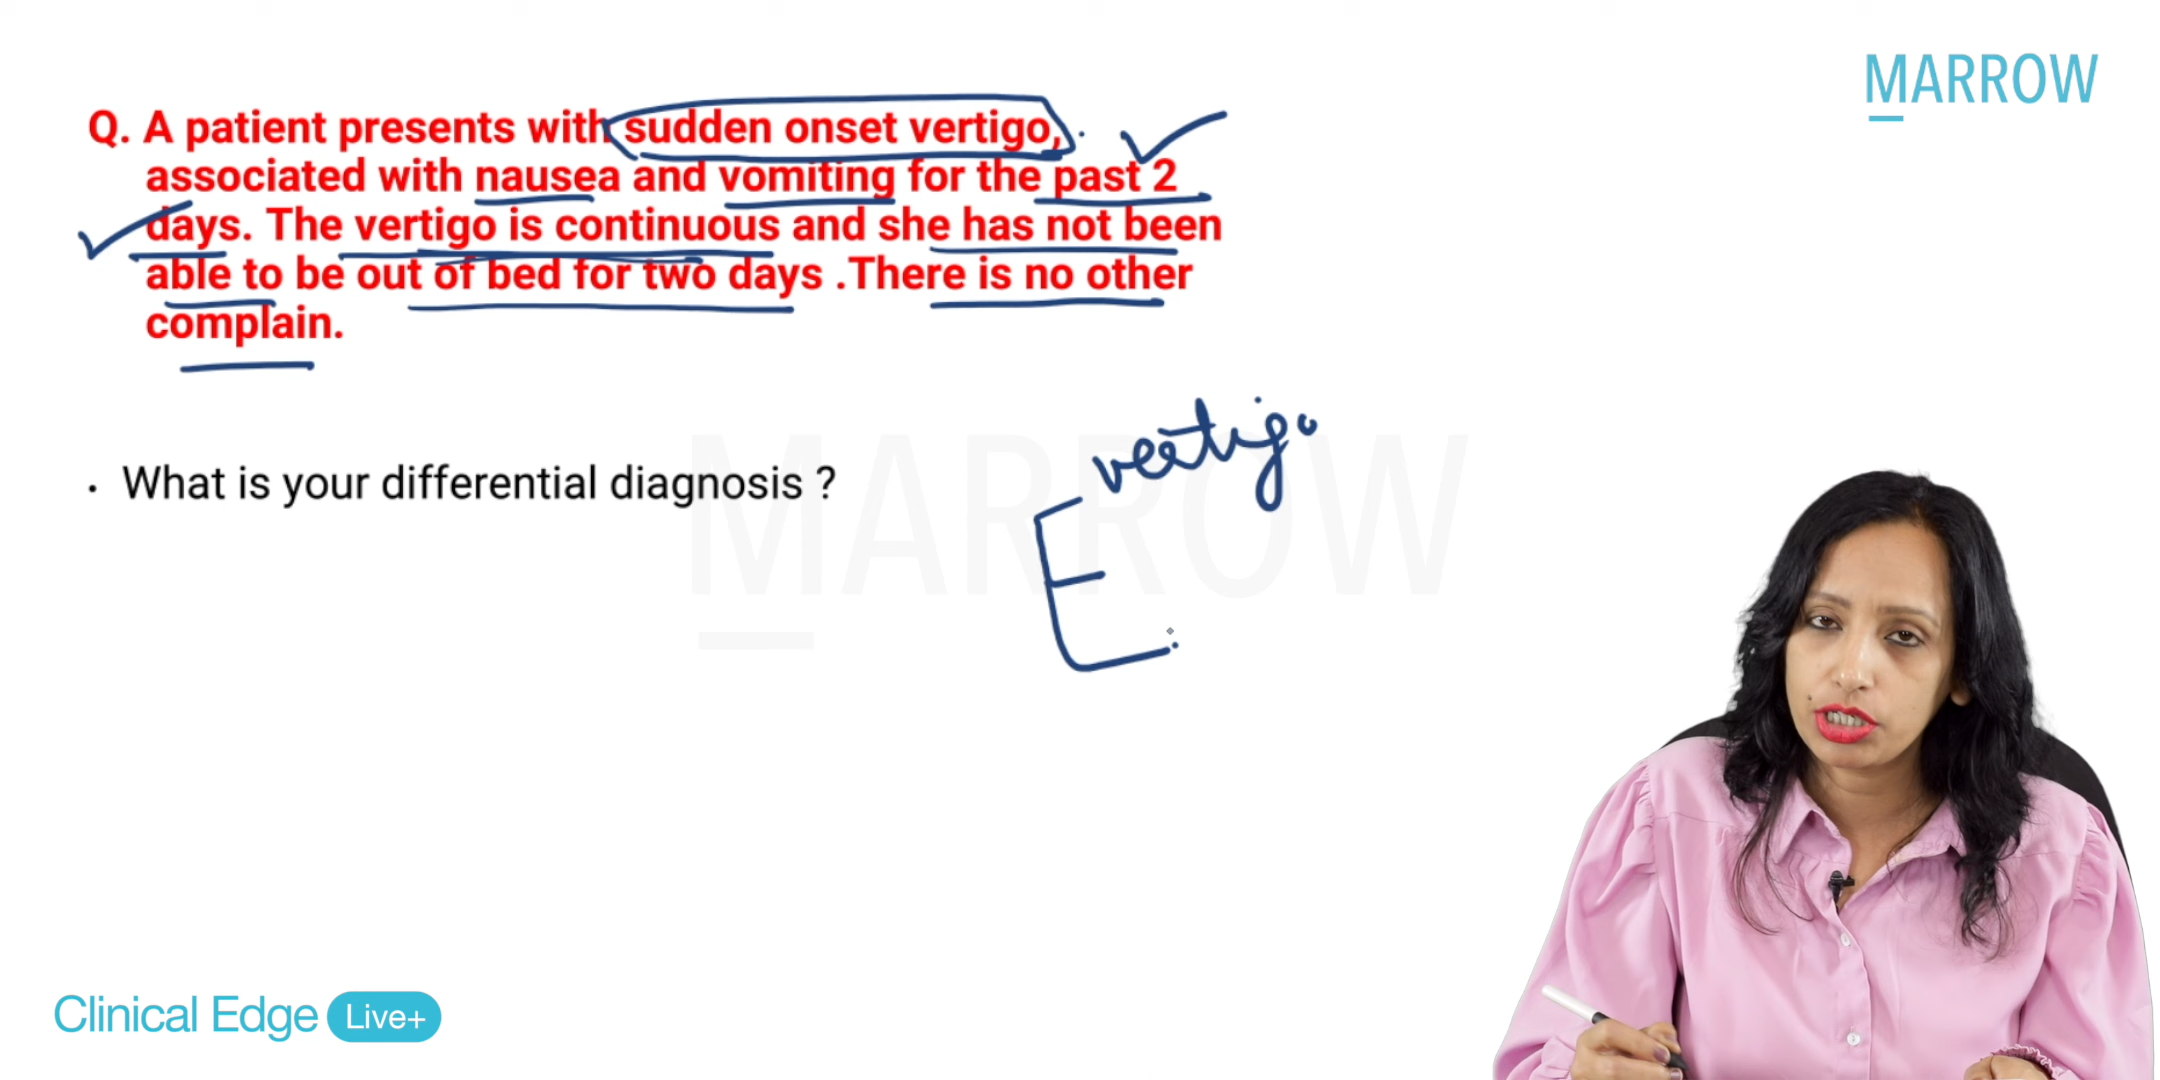 MARROW
Q. A patient presents with sudden onset vertigo,
associated with nausea and vomiting for the past 2
days. The vertigo is continuous and she has not been
able to be out of bed for two days .There is no other
complain.
vertigo
• What is your differential diagnosis ?
MARROW
Clinical Edge Live+